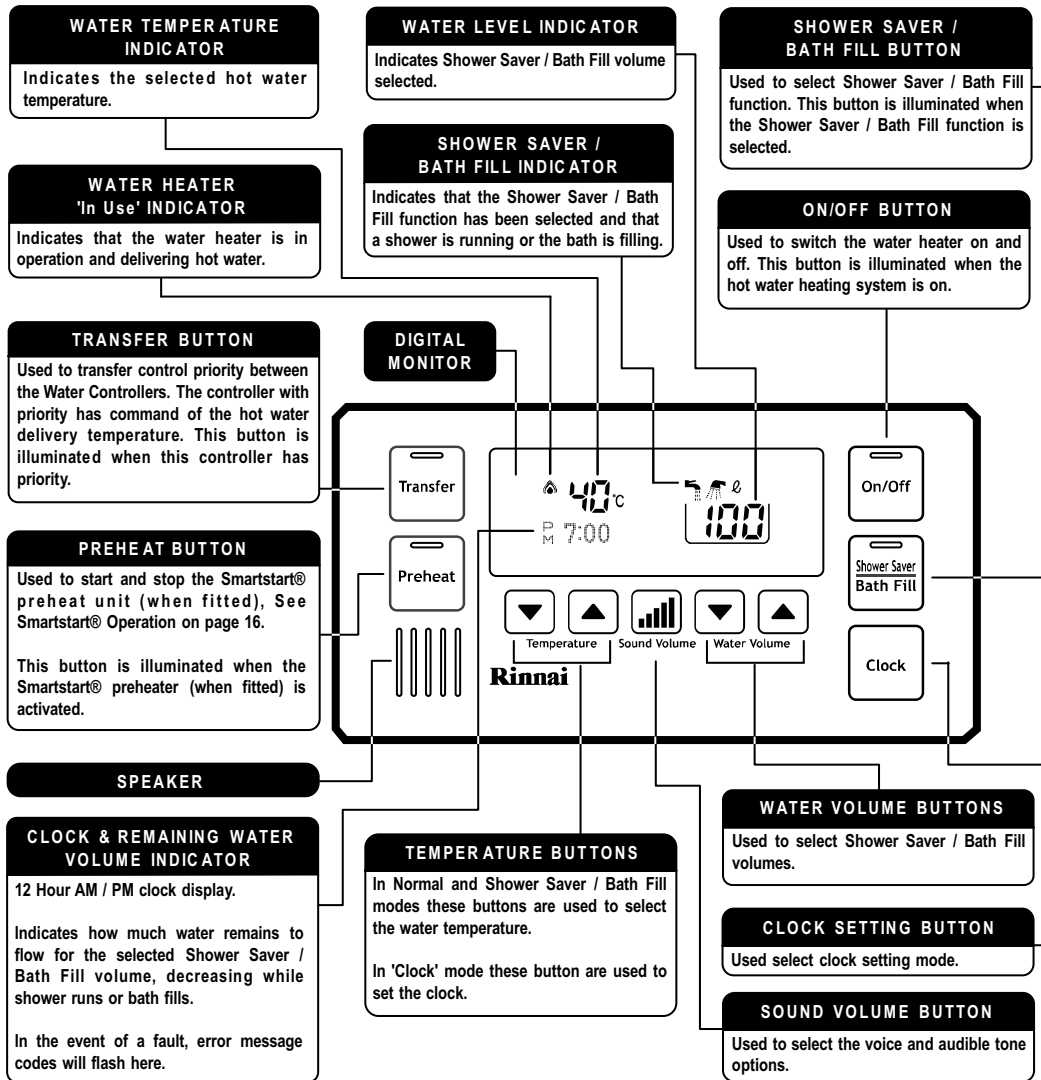 WATER TEMPERATURE
INDICATOR
Indicates the selected hot water
temperature.
WATER LEVEL INDICATOR
Indicates Shower Saver / Bath Fill volume
selected.
SHOWER SAVER /
BATH FILL BUTTON
Used to select Shower Saver / Bath Fill
function. This button is illuminated when
the Shower Saver / Bath Fill function is
selected.
WATER HEATER
'In Use' INDICATOR
Indicates that the water heater is in
operation and delivering hot water.
SHOWER SAVER /
BATH FILL INDICATOR
Indicates that the Shower Saver / Bath
Fill function has been selected and that
a shower is running or the bath is filling.
ON/OFF BUTTON
Used to switch the water heater on and
off. This button is illuminated when the
hot water heating system is on.
TRANSFER BUTTON
Used to transfer control priority between
the Water Controllers. The controller with
priority has command of the hot water
delivery temperature. This button is
illuminated when this controller has
priority.
DIGITAL
MONITOR
PREHEAT BUTTON
Used to start and stop the Smartstart®
preheat unit (when fitted), See
Smartstart® Operation on page 16.
This button is illuminated when the
Smartstart® preheater (when fitted) is
activated.
Transfer
Preheat
40°C
PM 7:00
ℓ
100
On/Off
Shower Saver
Bath Fill
Clock
Temperature
Sound Volume
Water Volume
Rinnai
SPEAKER
CLOCK & REMAINING WATER
VOLUME INDICATOR
12 Hour AM / PM clock display.
Indicates how much water remains to
flow for the selected Shower Saver /
Bath Fill volume, decreasing while
shower runs or bath fills.
In the event of a fault, error message
codes will flash here.
TEMPERATURE BUTTONS
In Normal and Shower Saver / Bath Fill
modes these buttons are used to select
the water temperature.
In 'Clock' mode these button are used to
set the clock.
WATER VOLUME BUTTONS
Used to select Shower Saver / Bath Fill
volumes.
CLOCK SETTING BUTTON
Used select clock setting mode.
SOUND VOLUME BUTTON
Used to select the voice and audible tone
options.